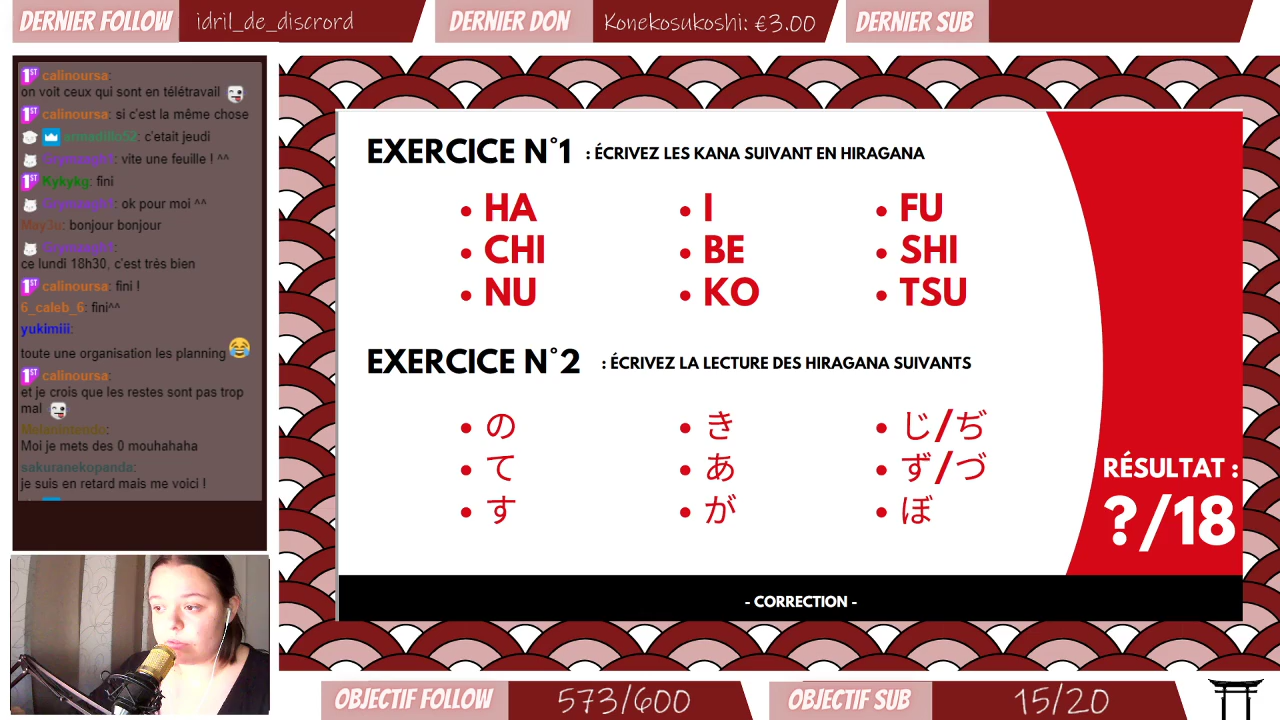 DERNIER FOLLOW idril_de_discrord DERNIER DON Konekosukoshi: €3.00 DERNIER SUB
calinoursa:
on voit ceux qui sont en télétravail
calinoursa: si c'est la même chose
armadillo52: c'etait jeudi
vite une feuille ! ^^
Kykykg: fini
ok pour moi ^^
bonjour bonjour
ce lundi 18h30, c'est très bien
calinoursa: fini !
6_caleb_6: fini^^
yukimiii:
toute une organisation les planning
calinoursa:
et je crois que les restes sont pas trop
mal
Melanintendo:
Moi je mets des 0 mouhahaha
sakuranekopanda:
je suis en retard mais me voici !
EXERCICE N°1 : ÉCRIVEZ LES KANA SUIVANT EN HIRAGANA
• HA • I • FU
• CHI • BE • SHI
• NU • KO • TSU
EXERCICE N°2 : ÉCRIVEZ LA LECTURE DES HIRAGANA SUIVANTS
• の • き • じ/ぢ
• て • あ • ず/づ
• す • が • ぼ
RÉSULTAT :
?/18
- CORRECTION -
OBJECTIF FOLLOW 573/600 OBJECTIF SUB 15/20